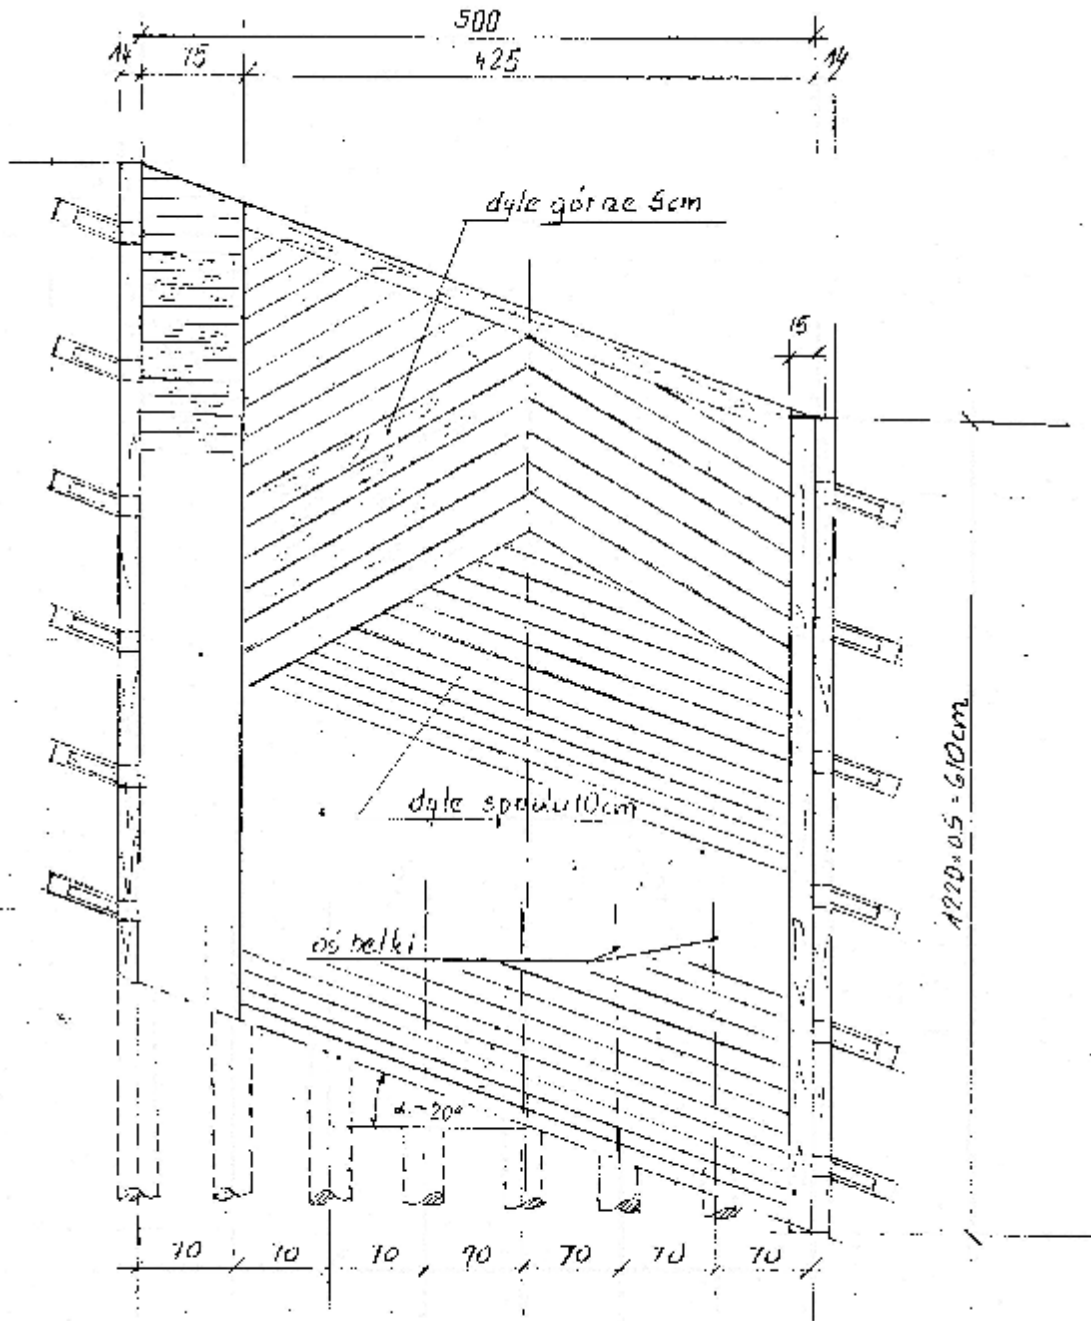 500
14 75 425 14
dyle górne 5cm
15
dyle spodu 10cm
1220×0.5 = 610cm
oś belki
α ~ 20°
70 70 70 70 70 70 70